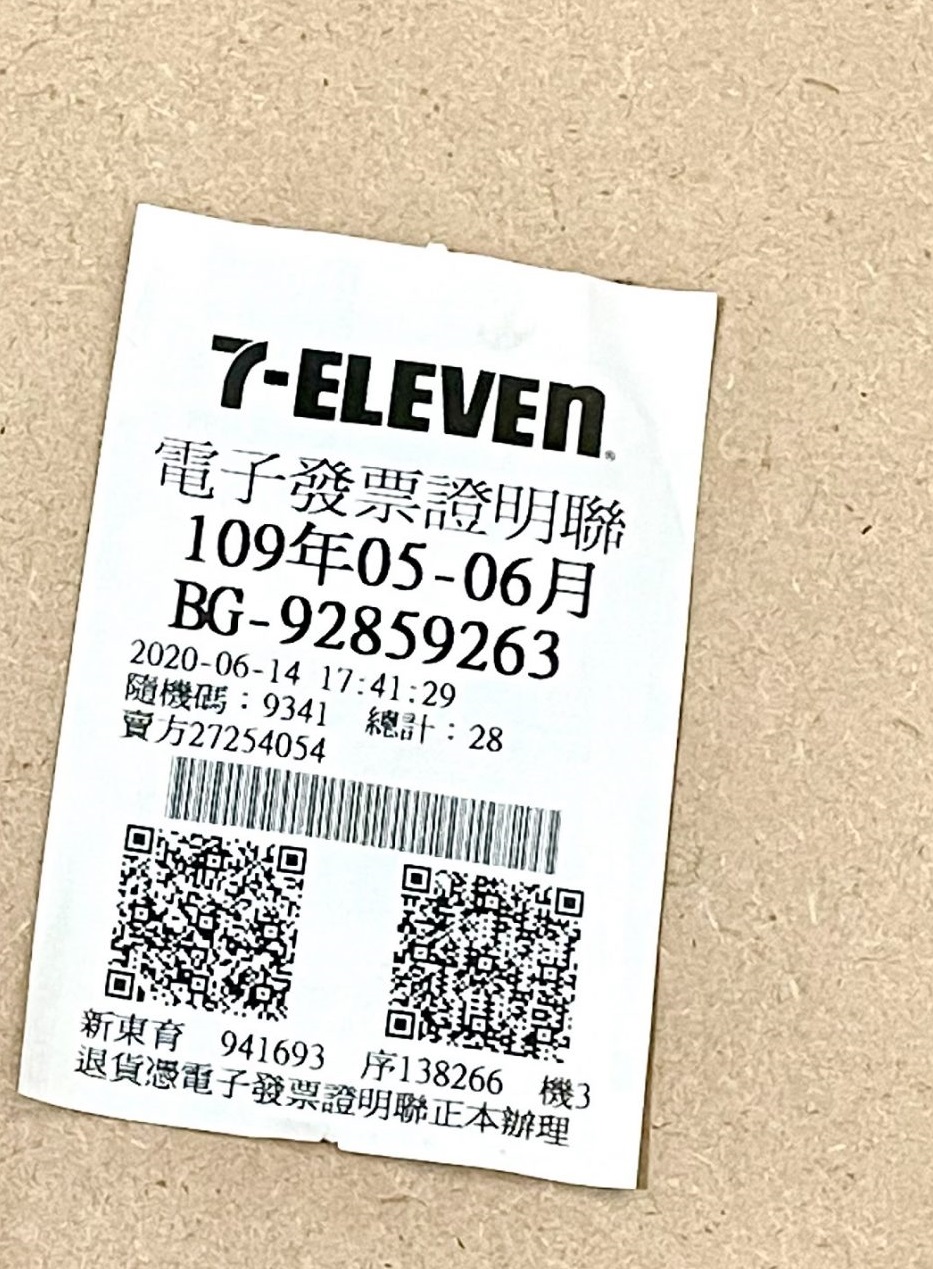 7-ELEVEN®
電子發票證明聯
109年05-06月
BG-92859263
2020-06-14 17:41:29
隨機碼：9341 總計：28
賣方27254054
新東育 941693 序138266 機3
退貨憑電子發票證明聯正本辦理